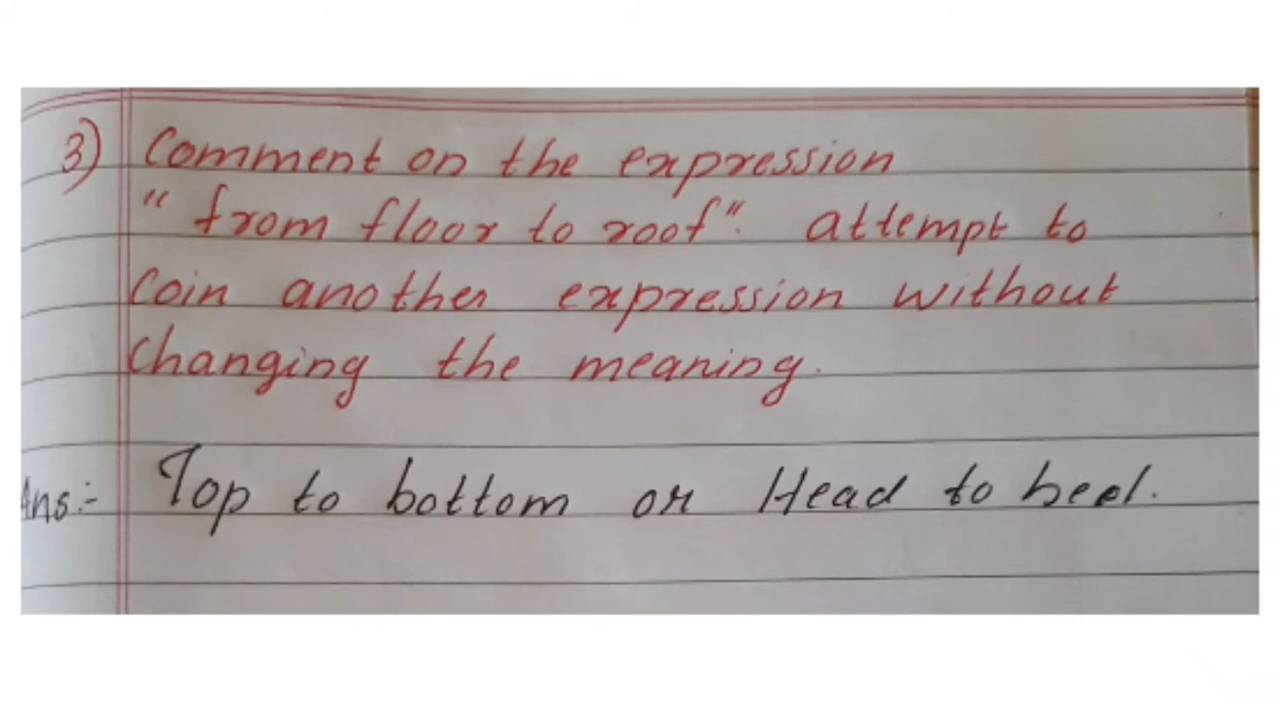 3) Comment on the expression
"from floor to roof". attempt to
coin another expression without
changing the meaning.
Ans:- Top to bottom or Head to heel.